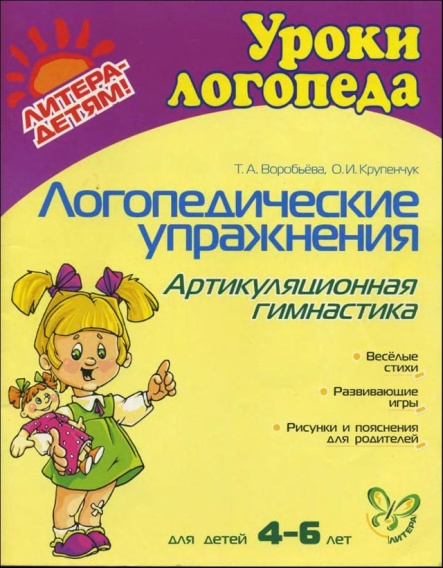 Уроки
логопеда
ЛИТЕРА-
ДЕТЯМ!
Т. А. Воробьёва, О. И. Крупенчук
Логопедические
упражнения
Артикуляционная
гимнастика
• Весёлые
стихи
• Развивающие
игры
• Рисунки и пояснения
для родителей
ЛИТЕРА
для детей 4–6 лет